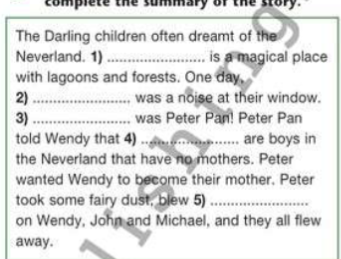 complete the summary of the story.
The Darling children often dreamt of the
Neverland. 1) ......................... is a magical place
with lagoons and forests. One day,
2) ......................... was a noise at their window.
3) ......................... was Peter Pan! Peter Pan
told Wendy that 4) ......................... are boys in
the Neverland that have no mothers. Peter
wanted Wendy to become their mother. Peter
took some fairy dust, blew 5) .........................
on Wendy, John and Michael, and they all flew
away.
lishing